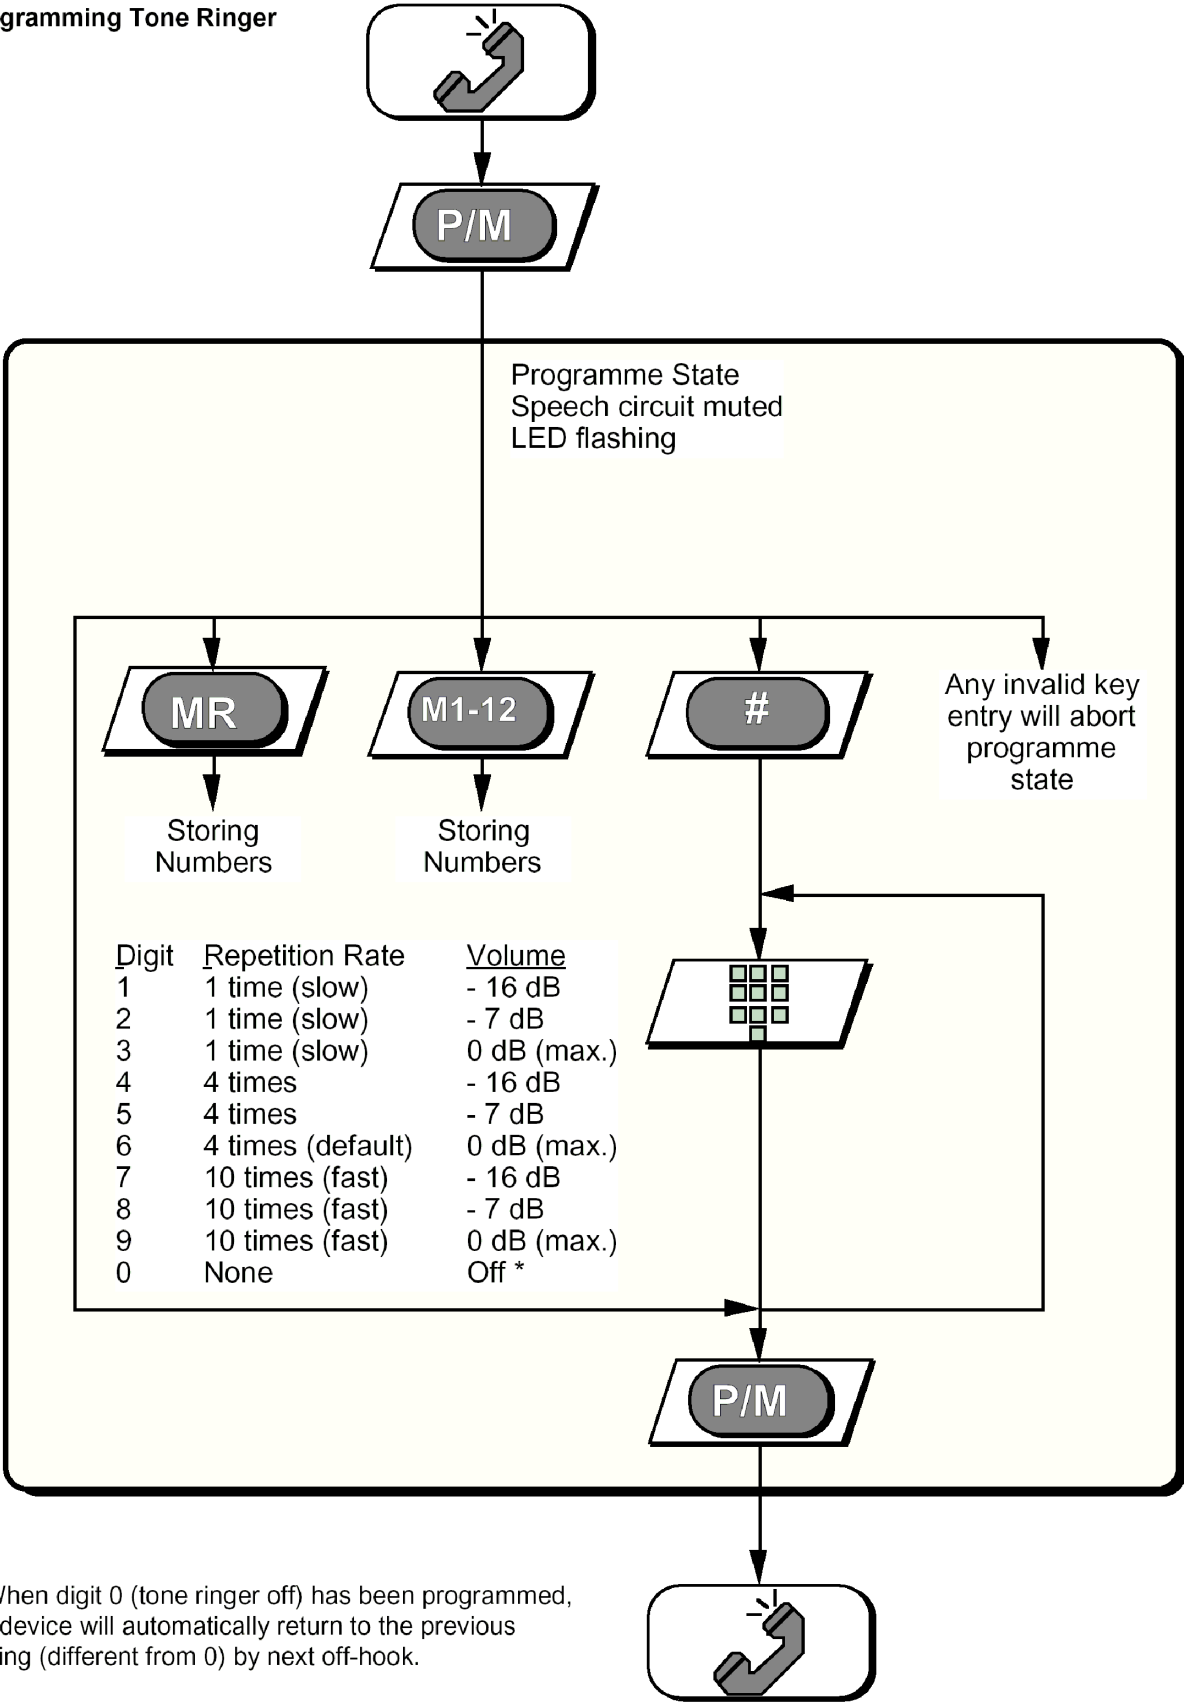 gramming Tone Ringer
P/M
Programme State
Speech circuit muted
LED flashing
MR
M1-12
#
Any invalid key
entry will abort
programme
state
Storing
Numbers
Storing
Numbers
Digit Repetition Rate Volume
1 1 time (slow) - 16 dB
2 1 time (slow) - 7 dB
3 1 time (slow) 0 dB (max.)
4 4 times - 16 dB
5 4 times - 7 dB
6 4 times (default) 0 dB (max.)
7 10 times (fast) - 16 dB
8 10 times (fast) - 7 dB
9 10 times (fast) 0 dB (max.)
0 None Off *
P/M
hen digit 0 (tone ringer off) has been programmed,
device will automatically return to the previous
ing (different from 0) by next off-hook.